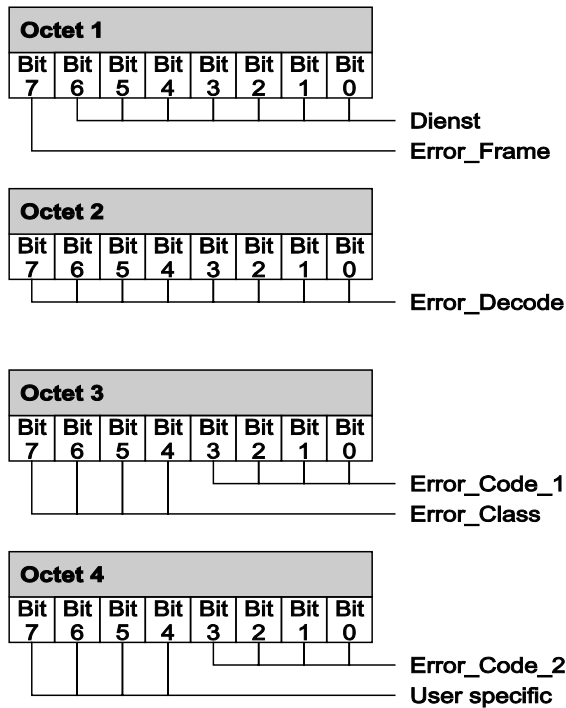 Octet 1
Bit Bit Bit Bit Bit Bit Bit Bit
7 6 5 4 3 2 1 0
Dienst
Error_Frame
Octet 2
Bit Bit Bit Bit Bit Bit Bit Bit
7 6 5 4 3 2 1 0
Error_Decode
Octet 3
Bit Bit Bit Bit Bit Bit Bit Bit
7 6 5 4 3 2 1 0
Error_Code_1
Error_Class
Octet 4
Bit Bit Bit Bit Bit Bit Bit Bit
7 6 5 4 3 2 1 0
Error_Code_2
User specific